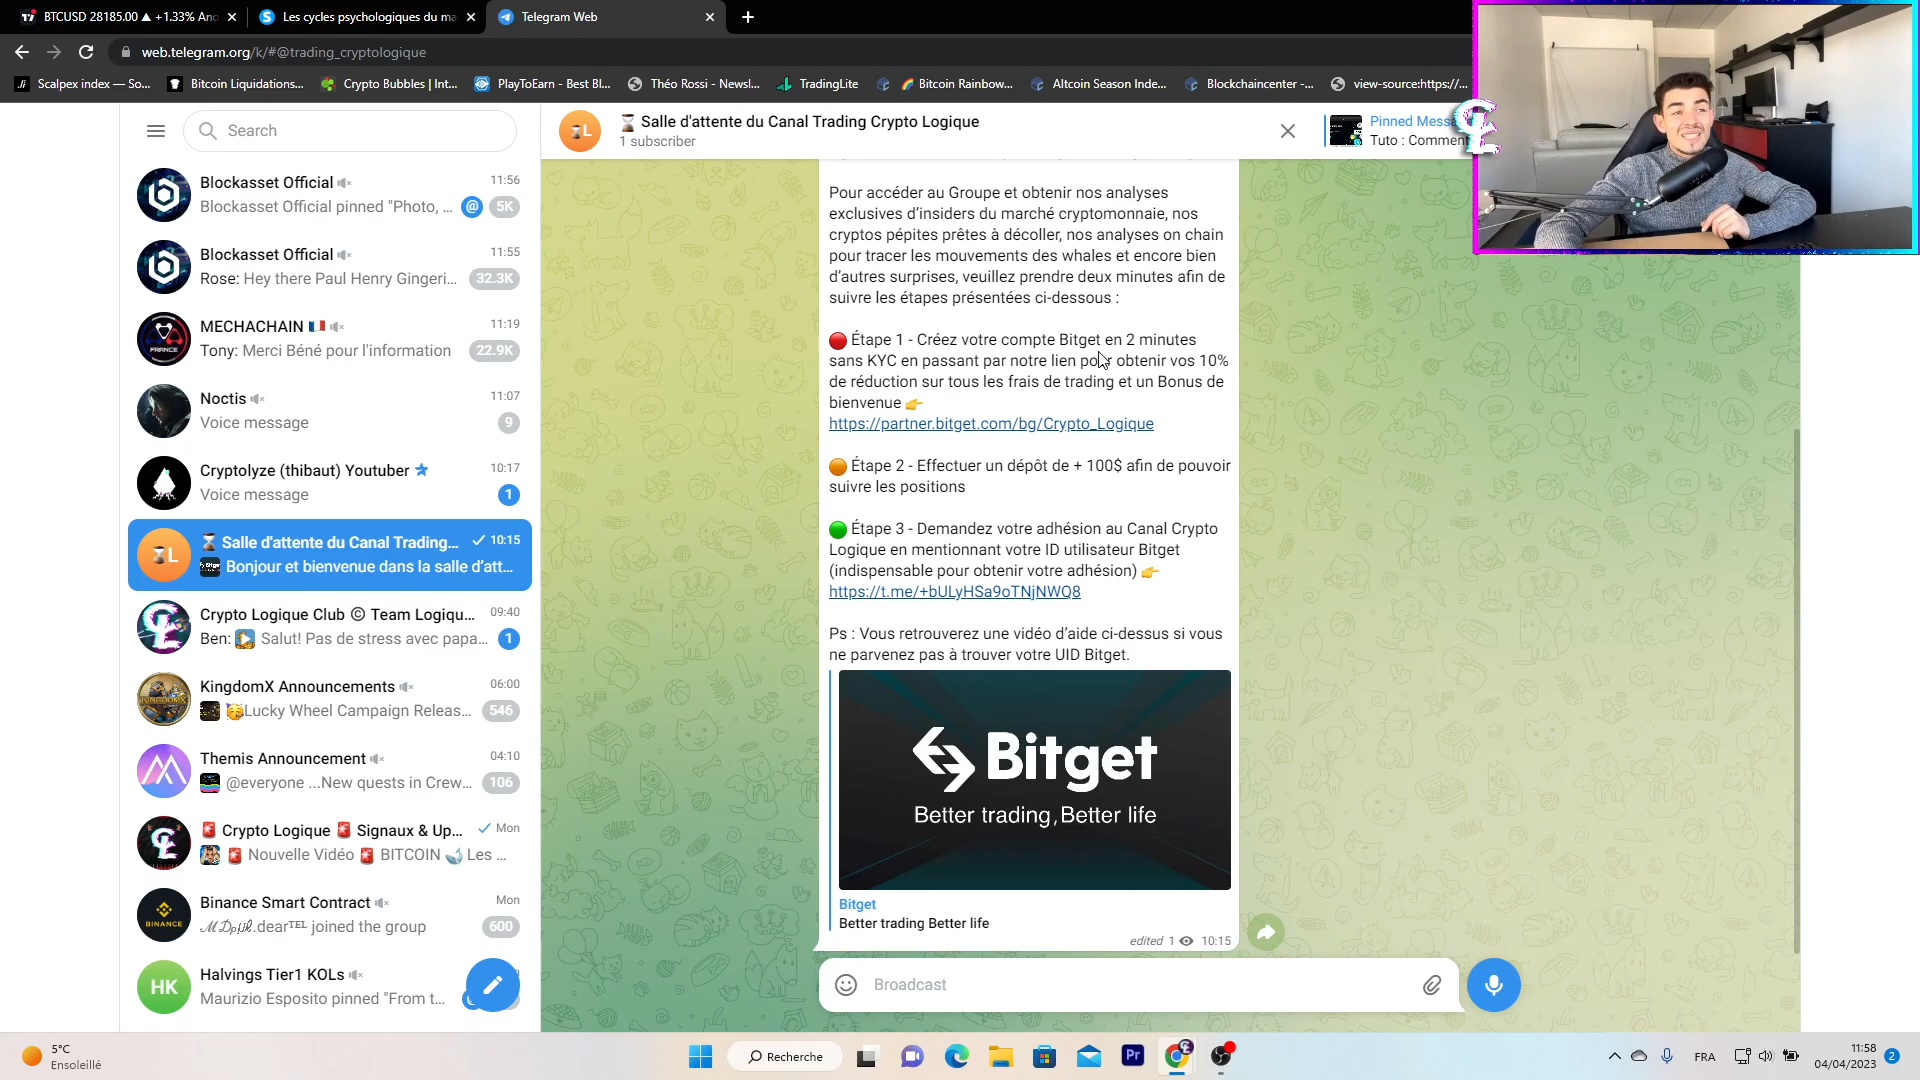 BTCUSD 28185.00 ▲ +1.33% Ano
Les cycles psychologiques du ma
Telegram Web
web.telegram.org/k/#@trading_cryptologique
Scalpex index — So...
Bitcoin Liquidations...
Crypto Bubbles | Int...
PlayToEarn - Best Bl...
Théo Rossi - Newsl...
TradingLite
🌈 Bitcoin Rainbow...
Altcoin Season Inde...
Blockchaincenter -...
view-source:https://...
Search
Blockasset Official
11:56
Blockasset Official pinned "Photo, ...
@
5K
Blockasset Official
11:55
Rose: Hey there Paul Henry Gingeri...
32.3K
MECHACHAIN 🇫🇷
11:19
FRANCE
Tony: Merci Béné pour l'information
22.9K
Noctis
11:07
Voice message
9
Cryptolyze (thibaut) Youtuber
10:17
Voice message
1
⌛L
⌛ Salle d'attente du Canal Trading...
10:15
Bonjour et bienvenue dans la salle d'att...
Crypto Logique Club © Team Logiqu...
09:40
Ben: Salut! Pas de stress avec papa...
1
KingdomX Announcements
06:00
🥳Lucky Wheel Campaign Releas...
546
Themis Announcement
04:10
@everyone ...New quests in Crew...
106
🚨 Crypto Logique 🚨 Signaux & Up...
Mon
🚨 Nouvelle Vidéo 🚨 BITCOIN 🐋 Les ...
Binance Smart Contract
Mon
BINANCE
.dearᵀᴱᴸ joined the group
600
HK
Halvings Tier1 KOLs
Maurizio Esposito pinned "From t...
⌛L
⌛ Salle d'attente du Canal Trading Crypto Logique
1 subscriber
Pinned Messa
Tuto : Comment
Pour accéder au Groupe et obtenir nos analyses
exclusives d'insiders du marché cryptomonnaie, nos
cryptos pépites prêtes à décoller, nos analyses on chain
pour tracer les mouvements des whales et encore bien
d'autres surprises, veuillez prendre deux minutes afin de
suivre les étapes présentées ci-dessous :
🔴 Étape 1 - Créez votre compte Bitget en 2 minutes
sans KYC en passant par notre lien pour obtenir vos 10%
de réduction sur tous les frais de trading et un Bonus de
bienvenue 👉
https://partner.bitget.com/bg/Crypto_Logique
🟠 Étape 2 - Effectuer un dépôt de + 100$ afin de pouvoir
suivre les positions
🟢 Étape 3 - Demandez votre adhésion au Canal Crypto
Logique en mentionnant votre ID utilisateur Bitget
(indispensable pour obtenir votre adhésion) 👉
https://t.me/+bULyHSa9oTNjNWQ8
Ps : Vous retrouverez une vidéo d'aide ci-dessus si vous
ne parvenez pas à trouver votre UID Bitget.
Bitget
Better trading, Better life
Bitget
Better trading Better life
edited 1 10:15
Broadcast
5°C
Ensoleillé
Recherche
Pr
FRA
11:58
04/04/2023
2